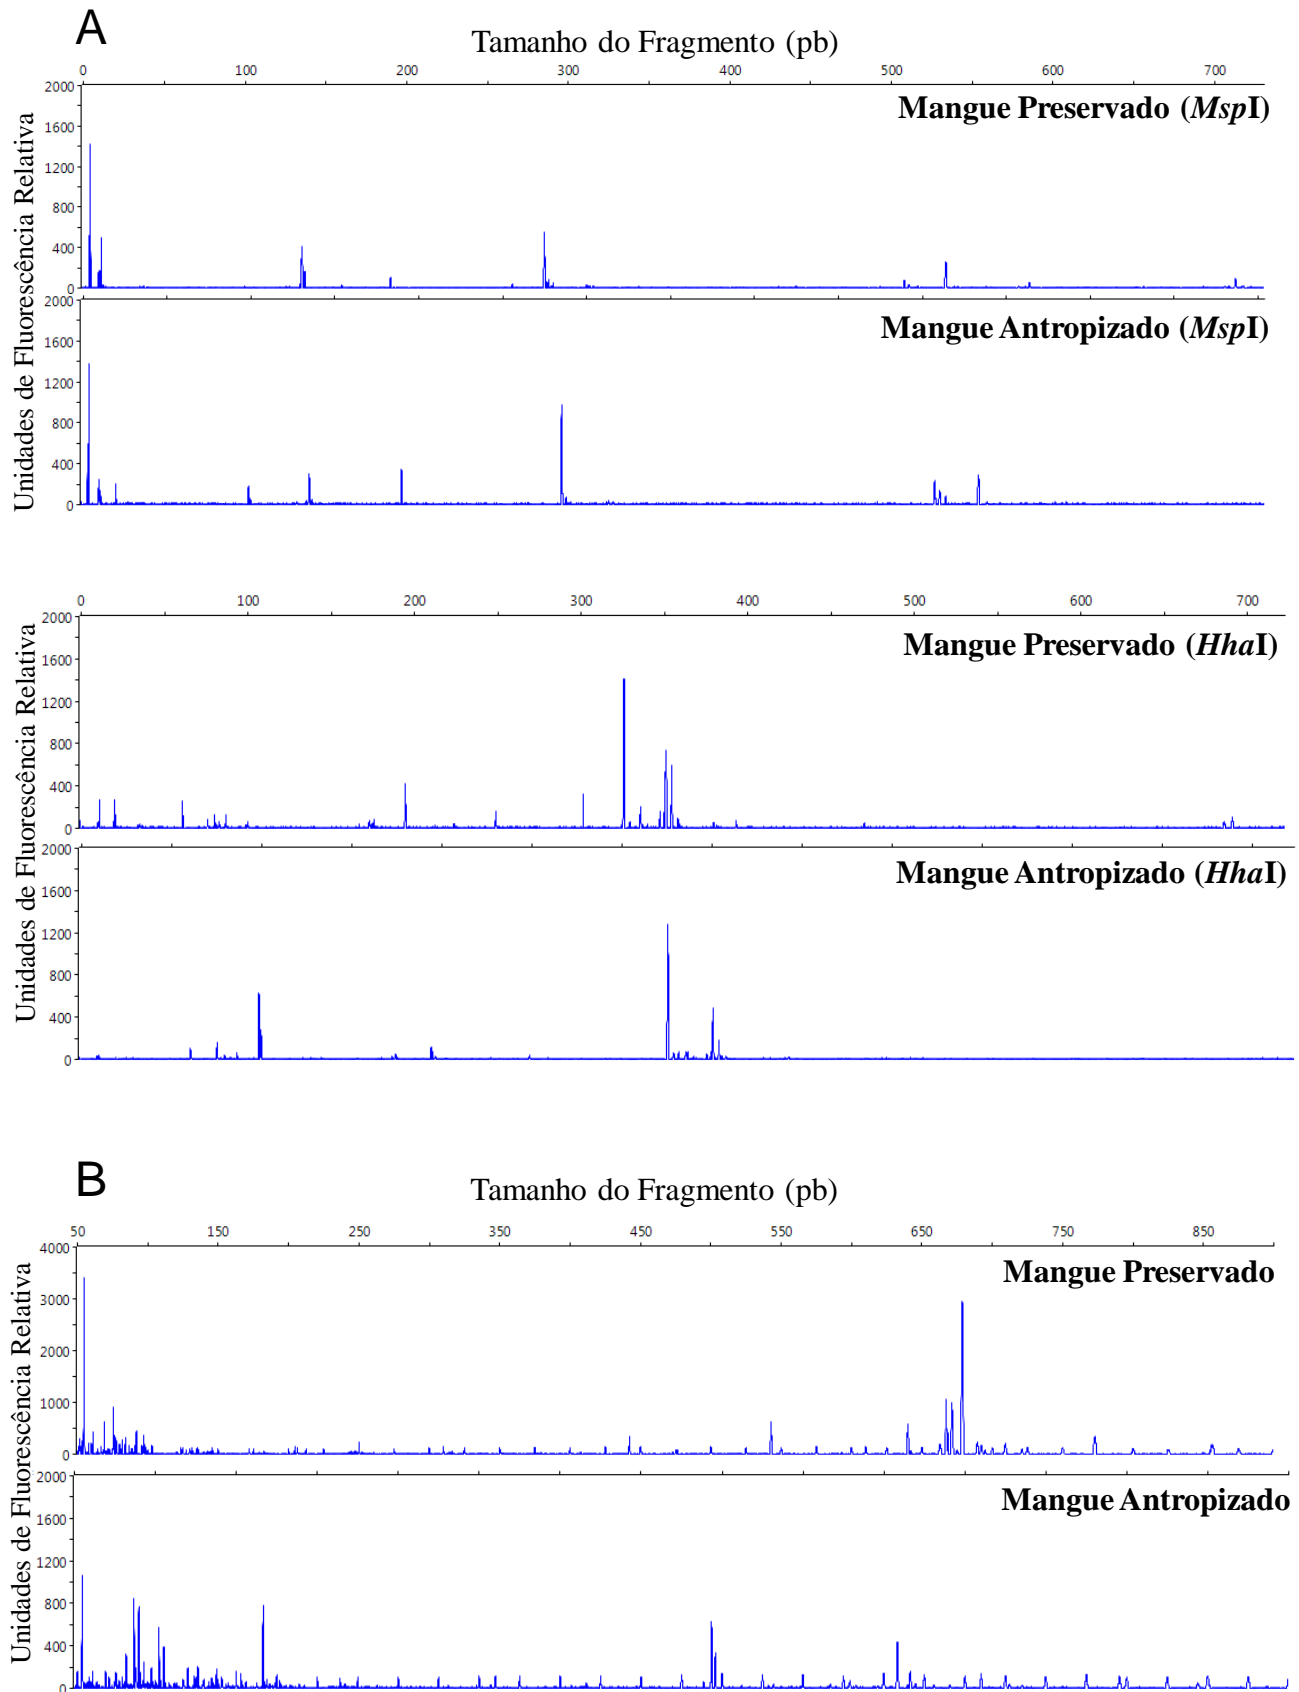 A
Tamanho do Fragmento (pb)
0 100 200 300 400 500 600 700
Unidades de Fluorescência Relativa
2000
1600
1200
800
400
0
Mangue Preservado (MspI)
2000
1600
1200
800
400
0
Mangue Antropizado (MspI)
0 100 200 300 400 500 600 700
Unidades de Fluorescência Relativa
2000
1600
1200
800
400
0
Mangue Preservado (HhaI)
2000
1600
1200
800
400
0
Mangue Antropizado (HhaI)
B
Tamanho do Fragmento (pb)
50 150 250 350 450 550 650 750 850
Unidades de Fluorescência Relativa
4000
3000
2000
1000
0
Mangue Preservado
2000
1600
1200
800
400
0
Mangue Antropizado